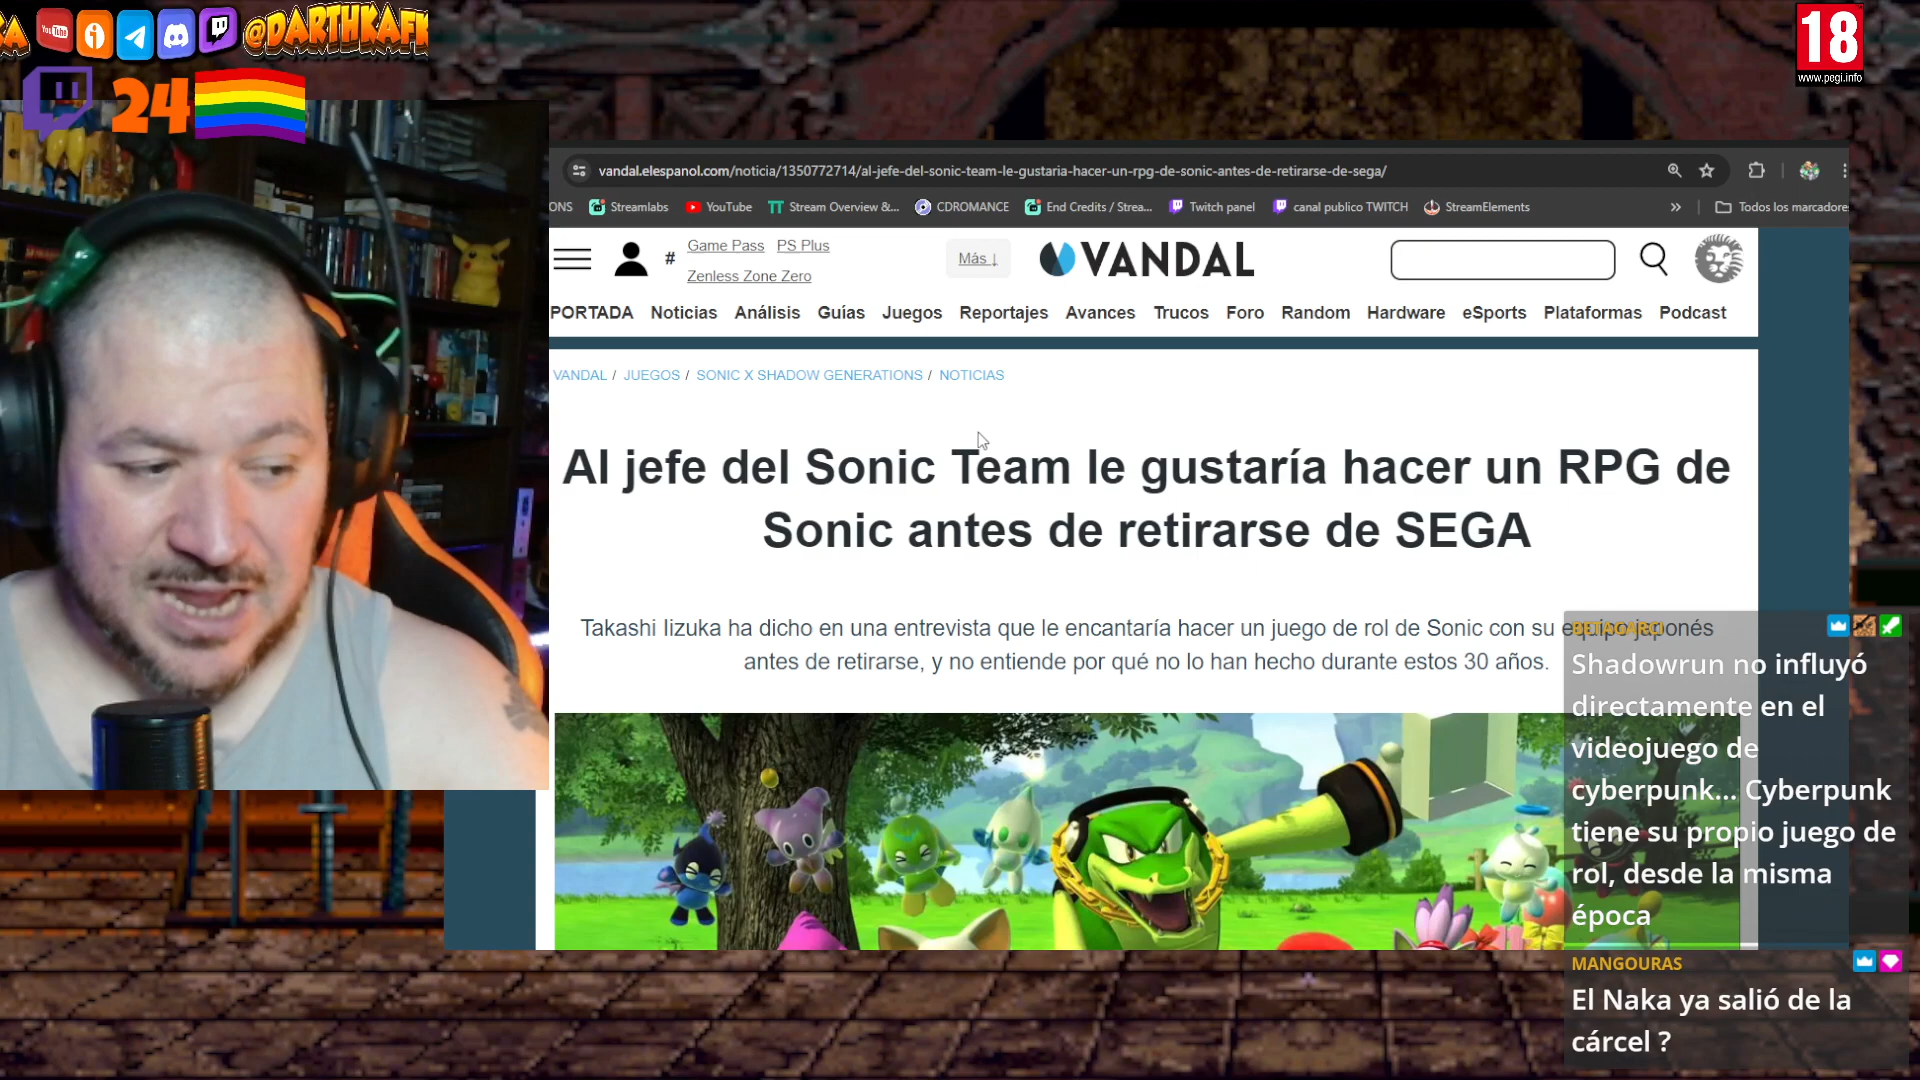 KA
YouTube
@DARTHKAFK
24
18
www.pegi.info
vandal.elespanol.com/noticia/1350772714/al-jefe-del-sonic-team-le-gustaria-hacer-un-rpg-de-sonic-antes-de-retirarse-de-sega/
ONS Streamlabs YouTube Stream Overview &... CDROMANCE End Credits / Strea... Twitch panel canal publico TWITCH StreamElements » Todos los marcadore
# Game Pass PS Plus
Zenless Zone Zero
Más ↓
VANDAL
PORTADA Noticias Análisis Guías Juegos Reportajes Avances Trucos Foro Random Hardware eSports Plataformas Podcast
VANDAL / JUEGOS / SONIC X SHADOW GENERATIONS / NOTICIAS
Al jefe del Sonic Team le gustaría hacer un RPG de
Sonic antes de retirarse de SEGA
Takashi Iizuka ha dicho en una entrevista que le encantaría hacer un juego de rol de Sonic con su equipo japonés
antes de retirarse, y no entiende por qué no lo han hecho durante estos 30 años.
Shadowrun no influyó
directamente en el
videojuego de
cyberpunk... Cyberpunk
tiene su propio juego de
rol, desde la misma
época
MANGOURAS
El Naka ya salió de la
cárcel ?